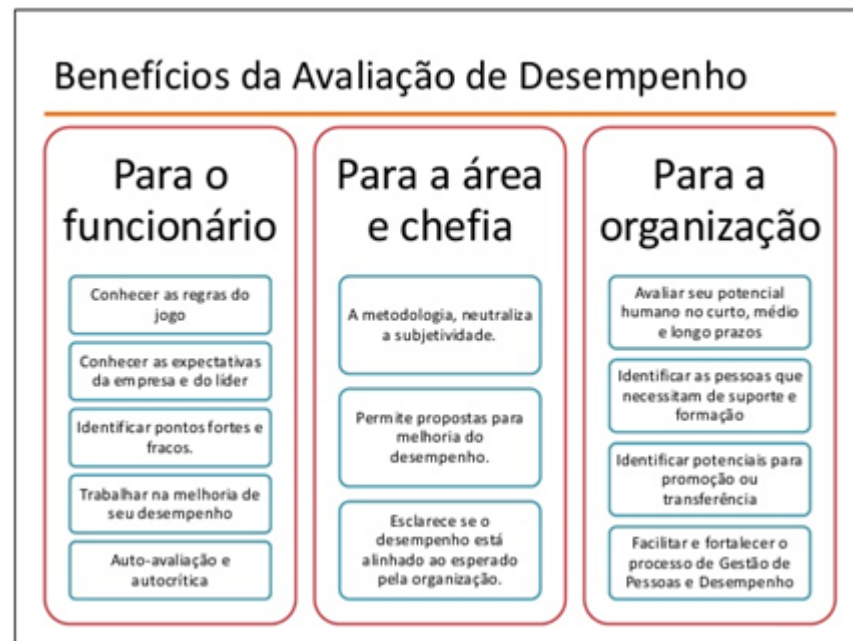 Benefícios da Avaliação de Desempenho
Para o
funcionário
Conhecer as regras do
jogo
Conhecer as expectativas
da empresa e do líder
Identificar pontos fortes e
fracos.
Trabalhar na melhoria de
seu desempenho
Auto-avaliação e
autocrítica
Para a área
e chefia
A metodologia, neutraliza
a subjetividade.
Permite propostas para
melhoria do
desempenho.
Esclarece se o
desempenho está
alinhado ao esperado
pela organização.
Para a
organização
Avaliar seu potencial
humano no curto, médio
e longo prazos
Identificar as pessoas que
necessitam de suporte e
formação
Identificar potenciais para
promoção ou
transferência
Facilitar e fortalecer o
processo de Gestão de
Pessoas e Desempenho